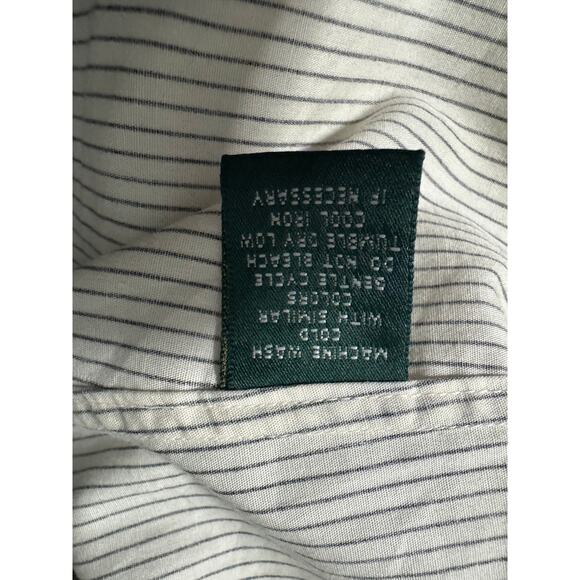 MACHINE WASH
COLD
WITH SIMILAR
COLORS
GENTLE CYCLE
DO NOT BLEACH
TUMBLE DRY LOW
COOL IRON
IF NECESSARY